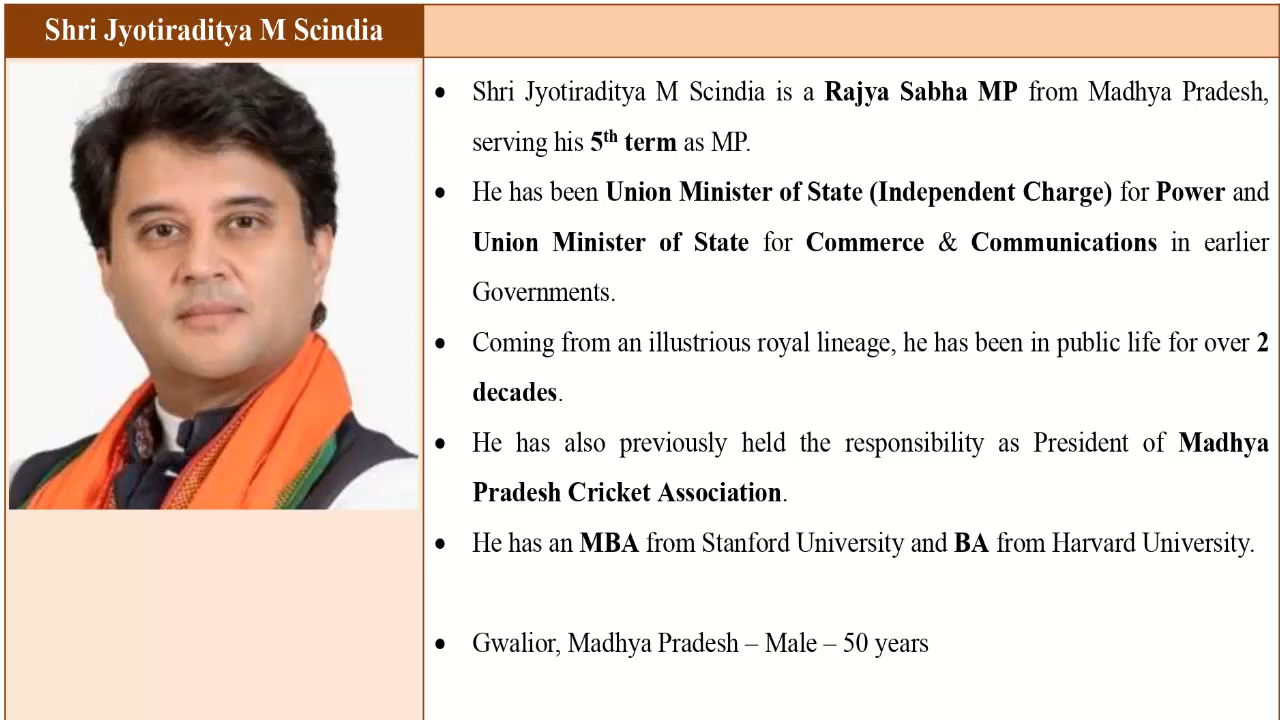 Shri Jyotiraditya M Scindia
• Shri Jyotiraditya M Scindia is a Rajya Sabha MP from Madhya Pradesh,
serving his 5th term as MP.
• He has been Union Minister of State (Independent Charge) for Power and
Union Minister of State for Commerce & Communications in earlier
Governments.
• Coming from an illustrious royal lineage, he has been in public life for over 2
decades.
• He has also previously held the responsibility as President of Madhya
Pradesh Cricket Association.
• He has an MBA from Stanford University and BA from Harvard University.
• Gwalior, Madhya Pradesh – Male – 50 years